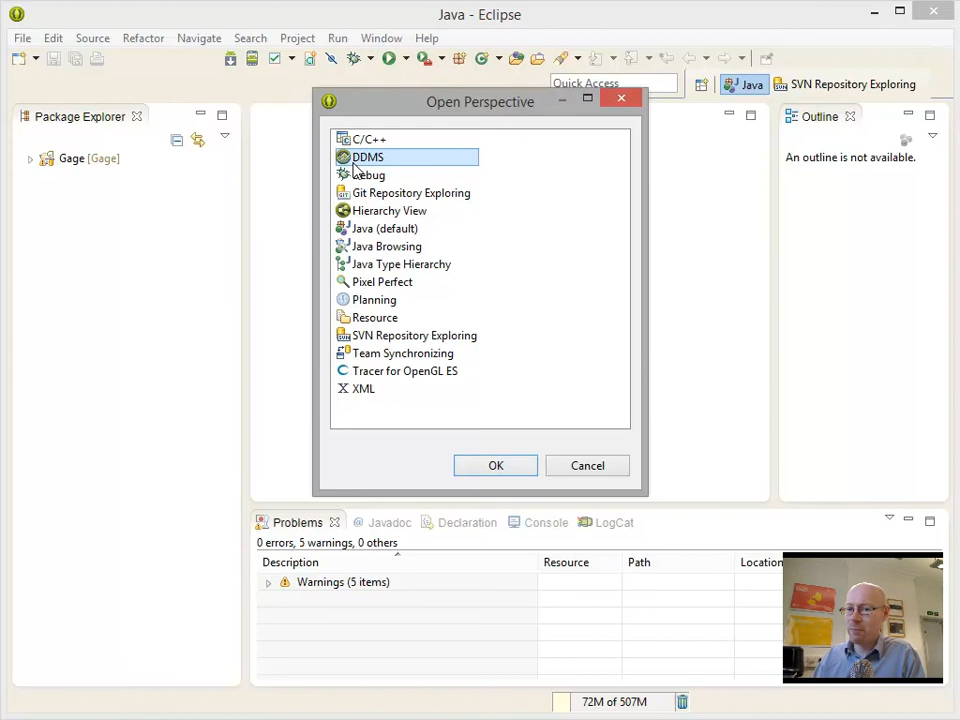 Java - Eclipse
File Edit Source Refactor Navigate Search Project Run Window Help
Quick Access
Java
SVN Repository Exploring
Package Explorer
Open Perspective
Outline
C/C++
DDMS
An outline is not available.
Gage [Gage]
Debug
Git Repository Exploring
Hierarchy View
Java (default)
Java Browsing
Java Type Hierarchy
Pixel Perfect
Planning
Resource
SVN Repository Exploring
Team Synchronizing
Tracer for OpenGL ES
XML
OK Cancel
Problems @ Javadoc Declaration Console LogCat
0 errors, 5 warnings, 0 others
Description Resource Path Location
Warnings (5 items)
72M of 507M